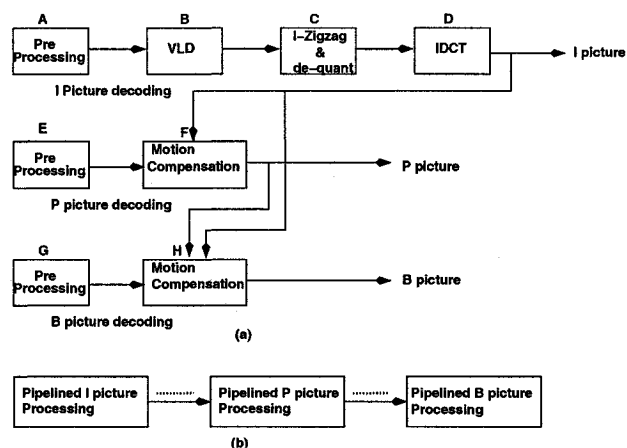 A
B
C
D
Pre
Processing
VLD
I-Zigzag
&
de-quant
IDCT
I picture
I Picture decoding
E
F
Pre
Processing
Motion
Compensation
P picture
P picture decoding
G
H
Pre
Processing
Motion
Compensation
B picture
B picture decoding
(a)
Pipelined I picture
Processing
Pipelined P picture
Processing
Pipelined B picture
Processing
(b)